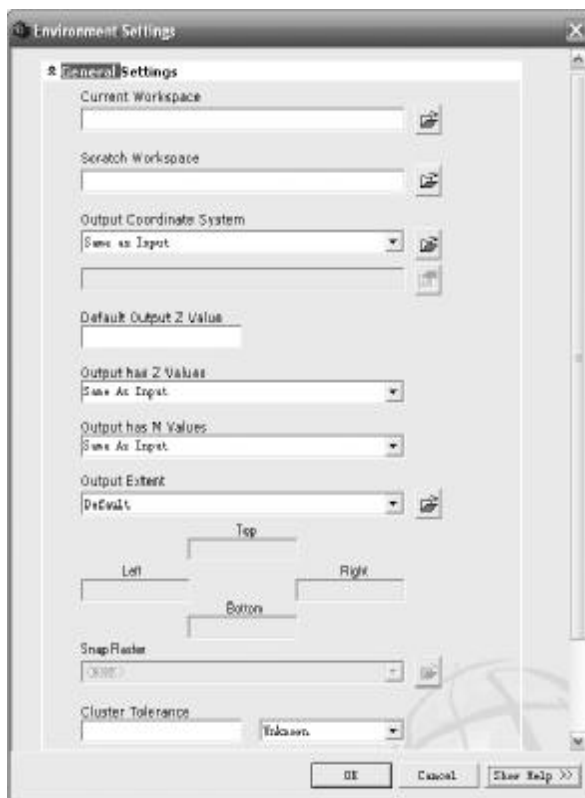 Environment Settings
General Settings
Current Workspace
Scratch Workspace
Output Coordinate System
Same as Input
Default Output Z Value
Output has Z Values
Same As Input
Output has M Values
Same As Input
Output Extent
Default
Top
Left Right
Bottom
Snap Raster
(NONE)
Cluster Tolerance
Unknown
OK Cancel Show Help >>